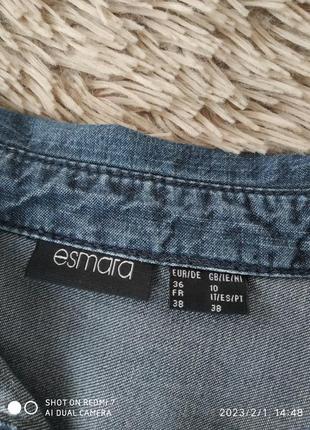 esmara
EUR/DE GB/IE/NI
36 10
FR IT/ES/PT
38 38
SHOT ON REDMI 7
AI DUAL CAMERA
2023/2/1 14:48